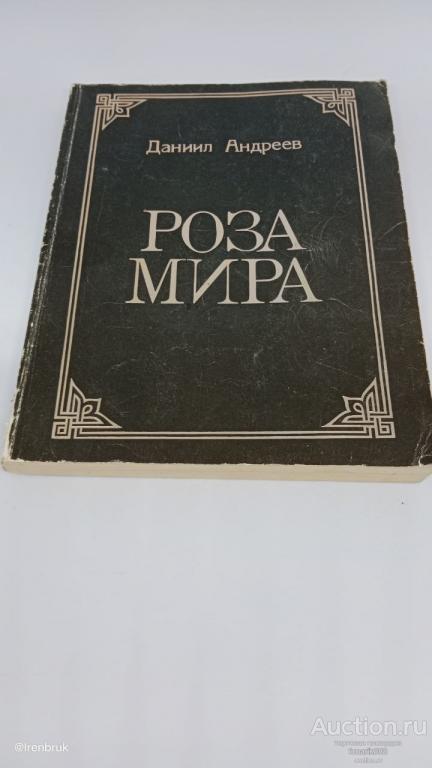 Даниил Андреев
РОЗА
МИРА
@Irenbruk
Auction.ru